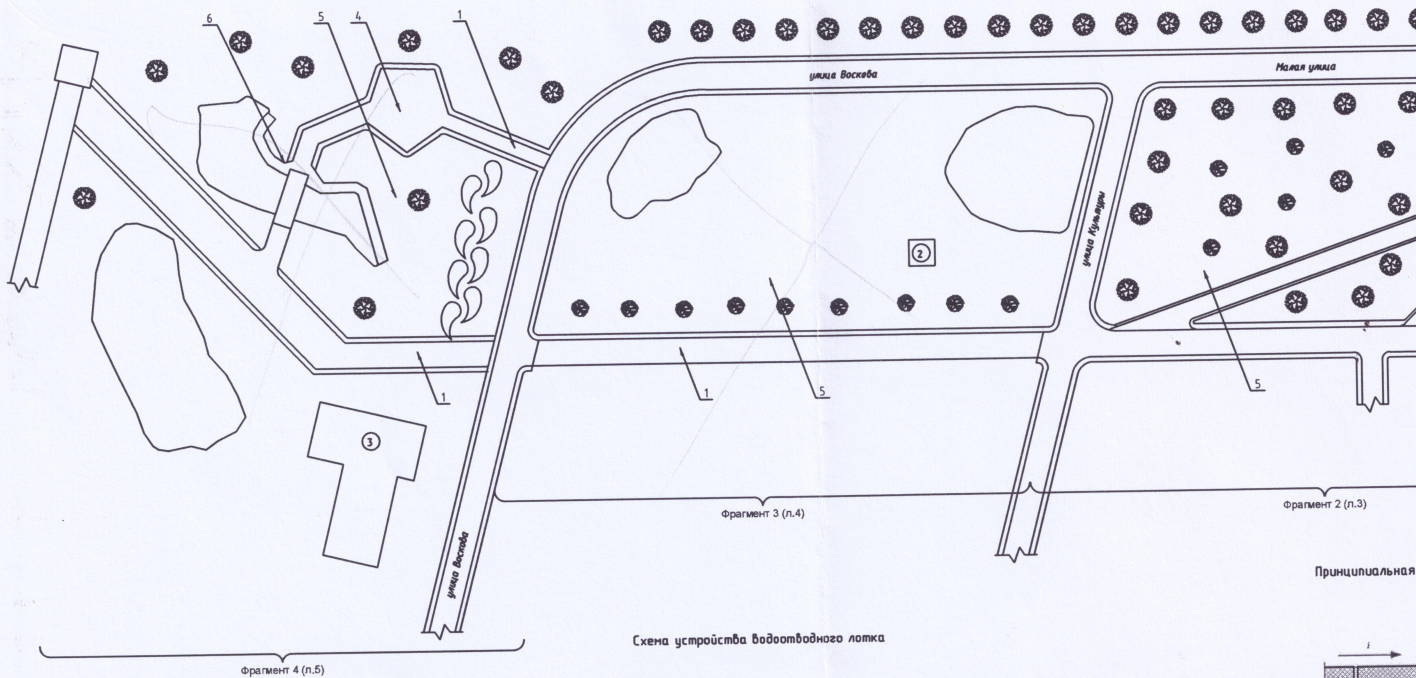 6
5
4
1
улица Воскова
Малая улица
улица Культуры
2
1
1
5
5
3
Фрагмент 3 (л.4)
Фрагмент 2 (л.3)
улица Воскова
Принципиальная
Схема устройства водоотводного лотка
Фрагмент 4 (л.5)
i